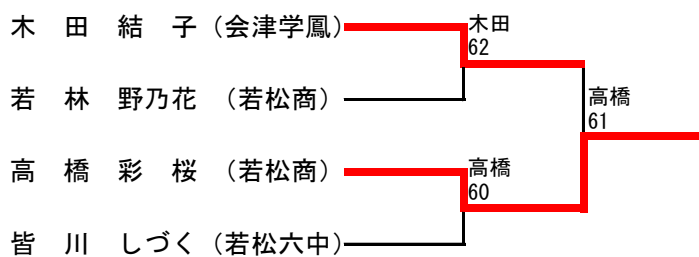 木 田 結 子（会津学鳳）
木田
62
若 林 野乃花 （若松商）
高橋
61
高 橋 彩 桜 （若松商）
高橋
60
皆 川 しづく（若松六中）